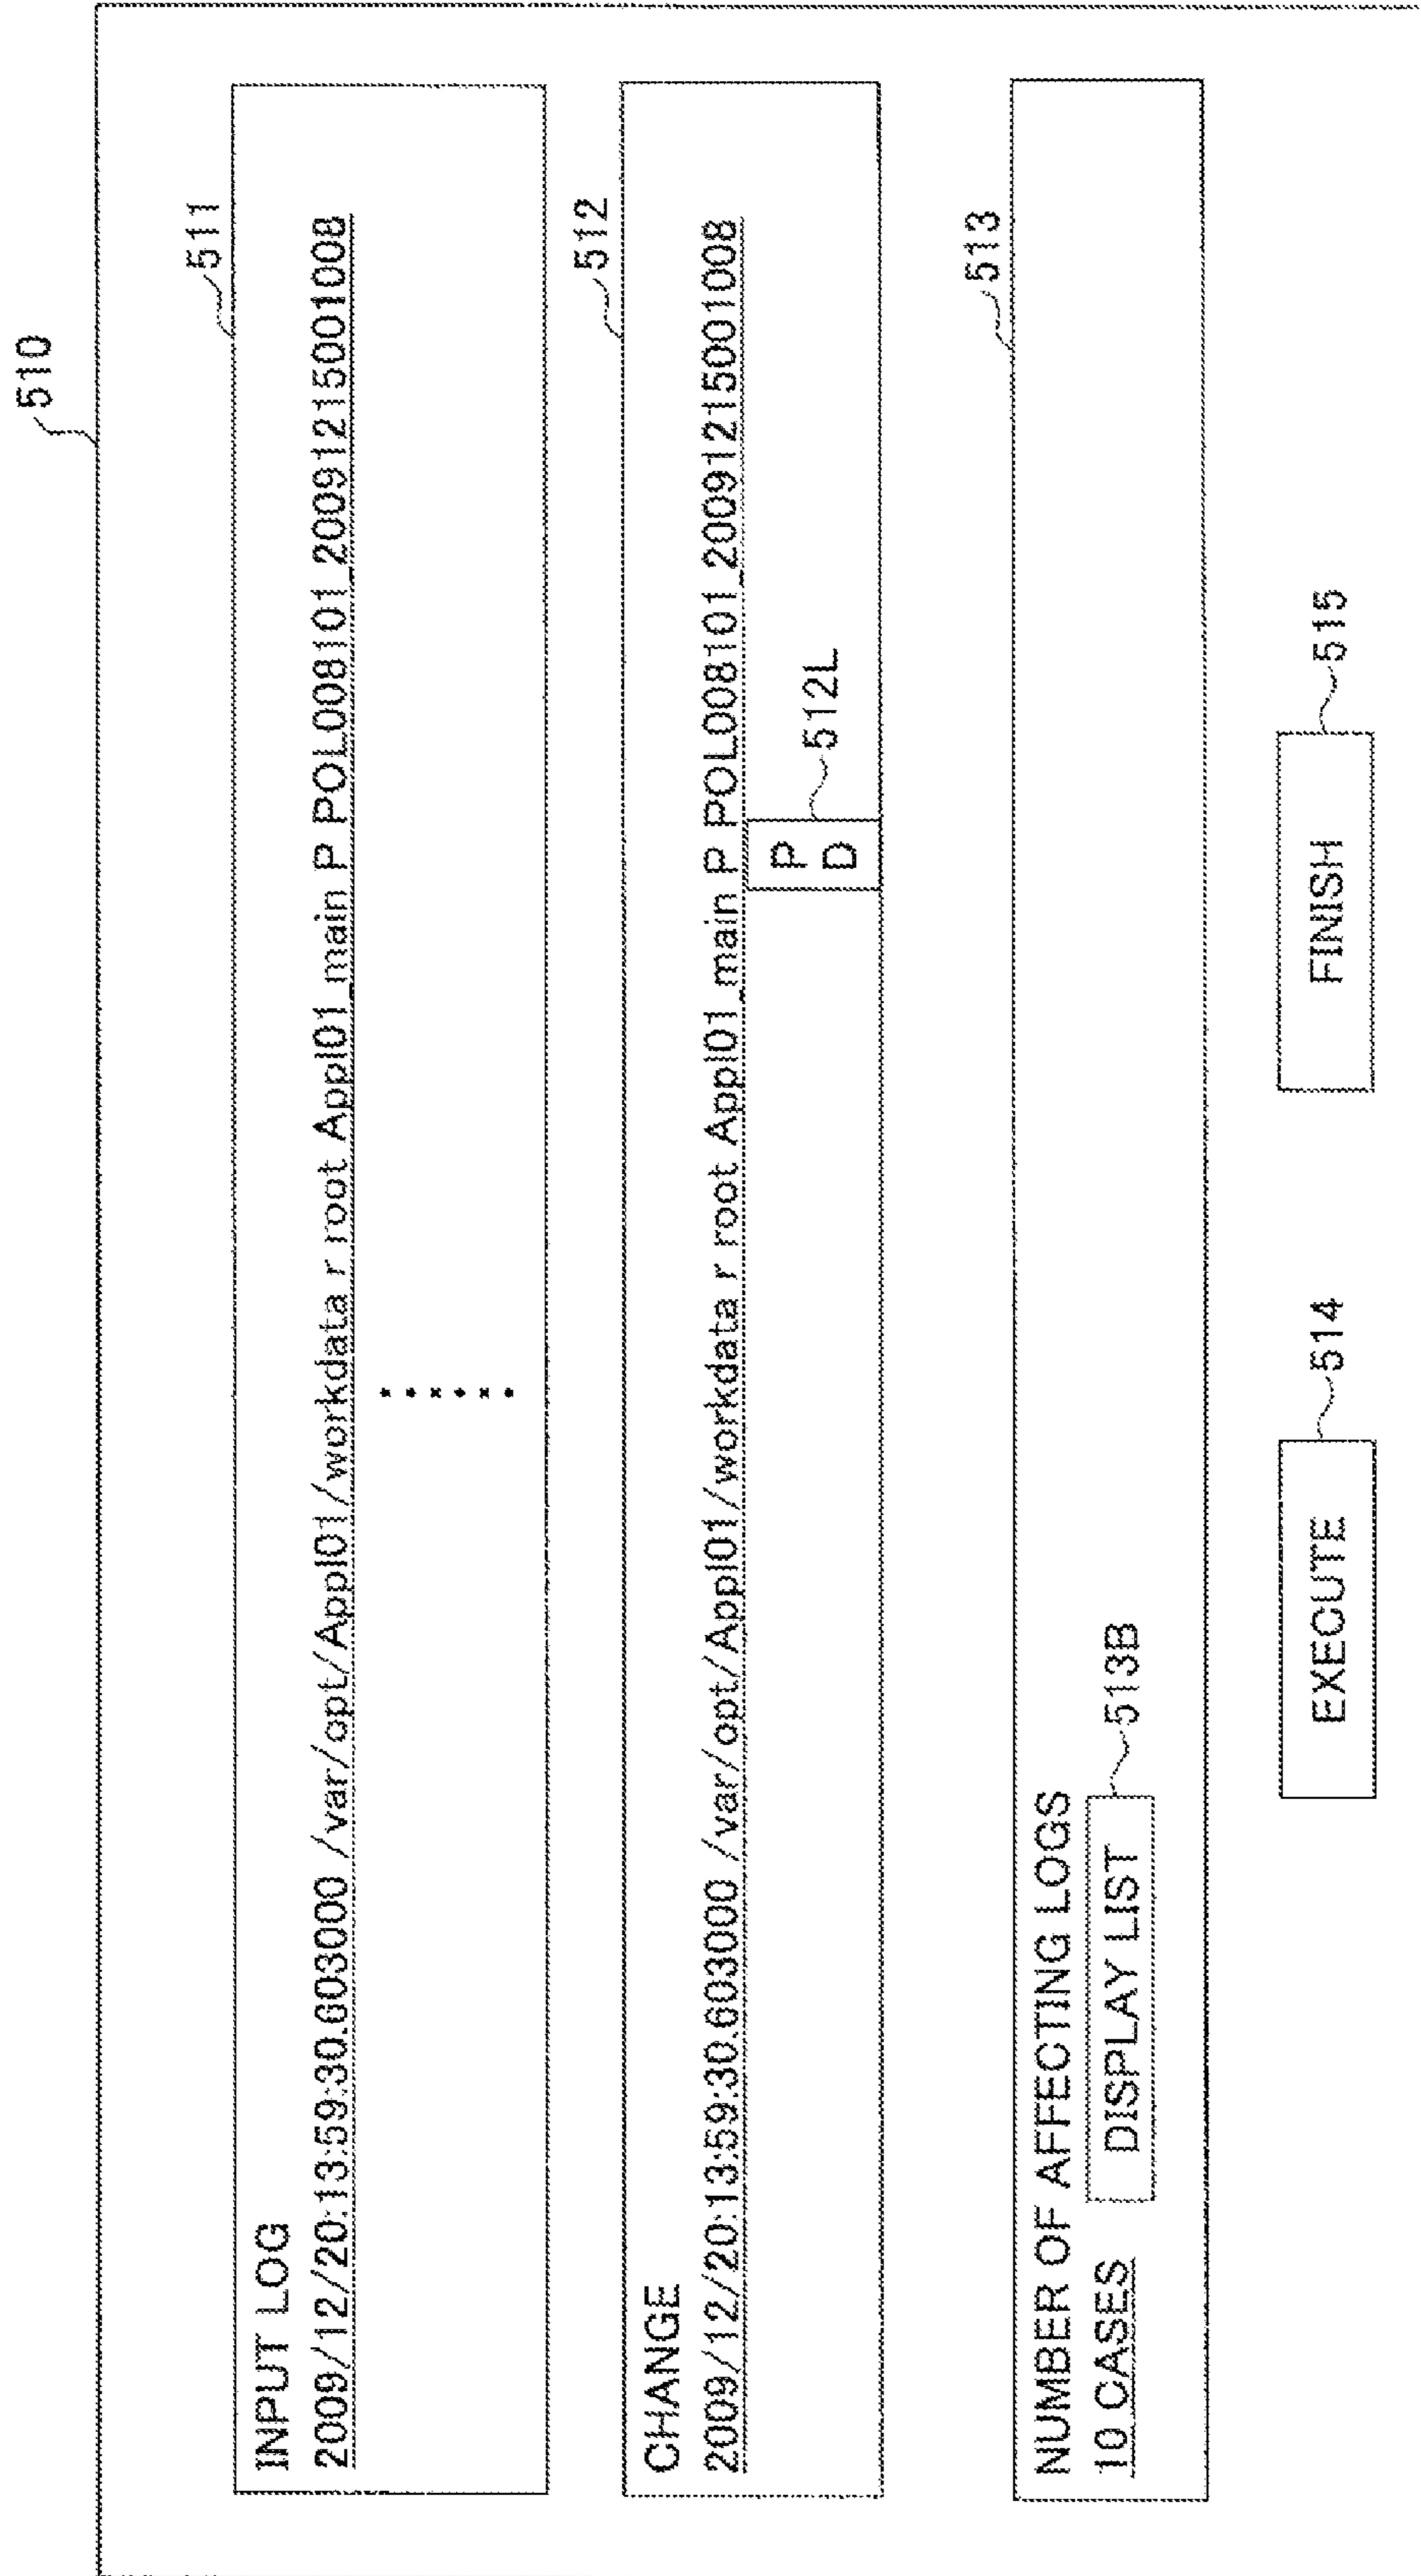 510
511
INPUT LOG
2009/12/20:13:59:30.603000 /var/opt/Appl01/workdata r root Appl01_main P POL008101_20091215001008
512
CHANGE
2009/12/20:13:59:30.603000 /var/opt/Appl01/workdata r root Appl01_main P POL008101_20091215001008
P
D
512L
513
NUMBER OF AFFECTING LOGS
10 CASES
DISPLAY LIST
513B
EXECUTE
514
FINISH
515